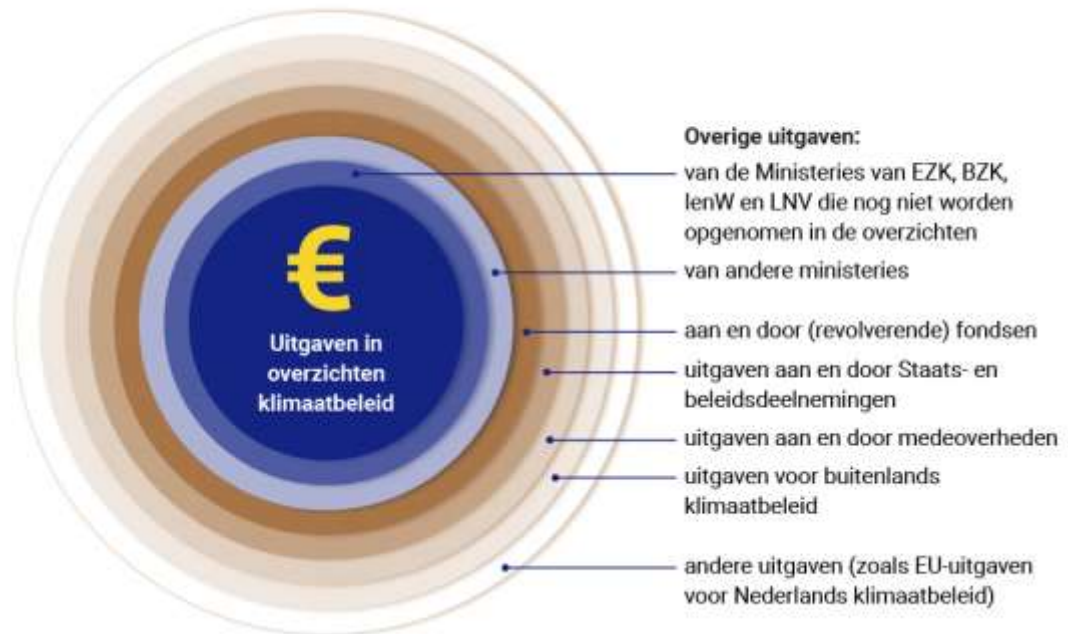 €
Uitgaven in
overzichten
klimaatbeleid
Overige uitgaven:
van de Ministeries van EZK, BZK,
IenW en LNV die nog niet worden
opgenomen in de overzichten
van andere ministeries
aan en door (revolverende) fondsen
uitgaven aan en door Staats- en
beleidsdeelnemingen
uitgaven aan en door medeoverheden
uitgaven voor buitenlands
klimaatbeleid
andere uitgaven (zoals EU-uitgaven
voor Nederlands klimaatbeleid)